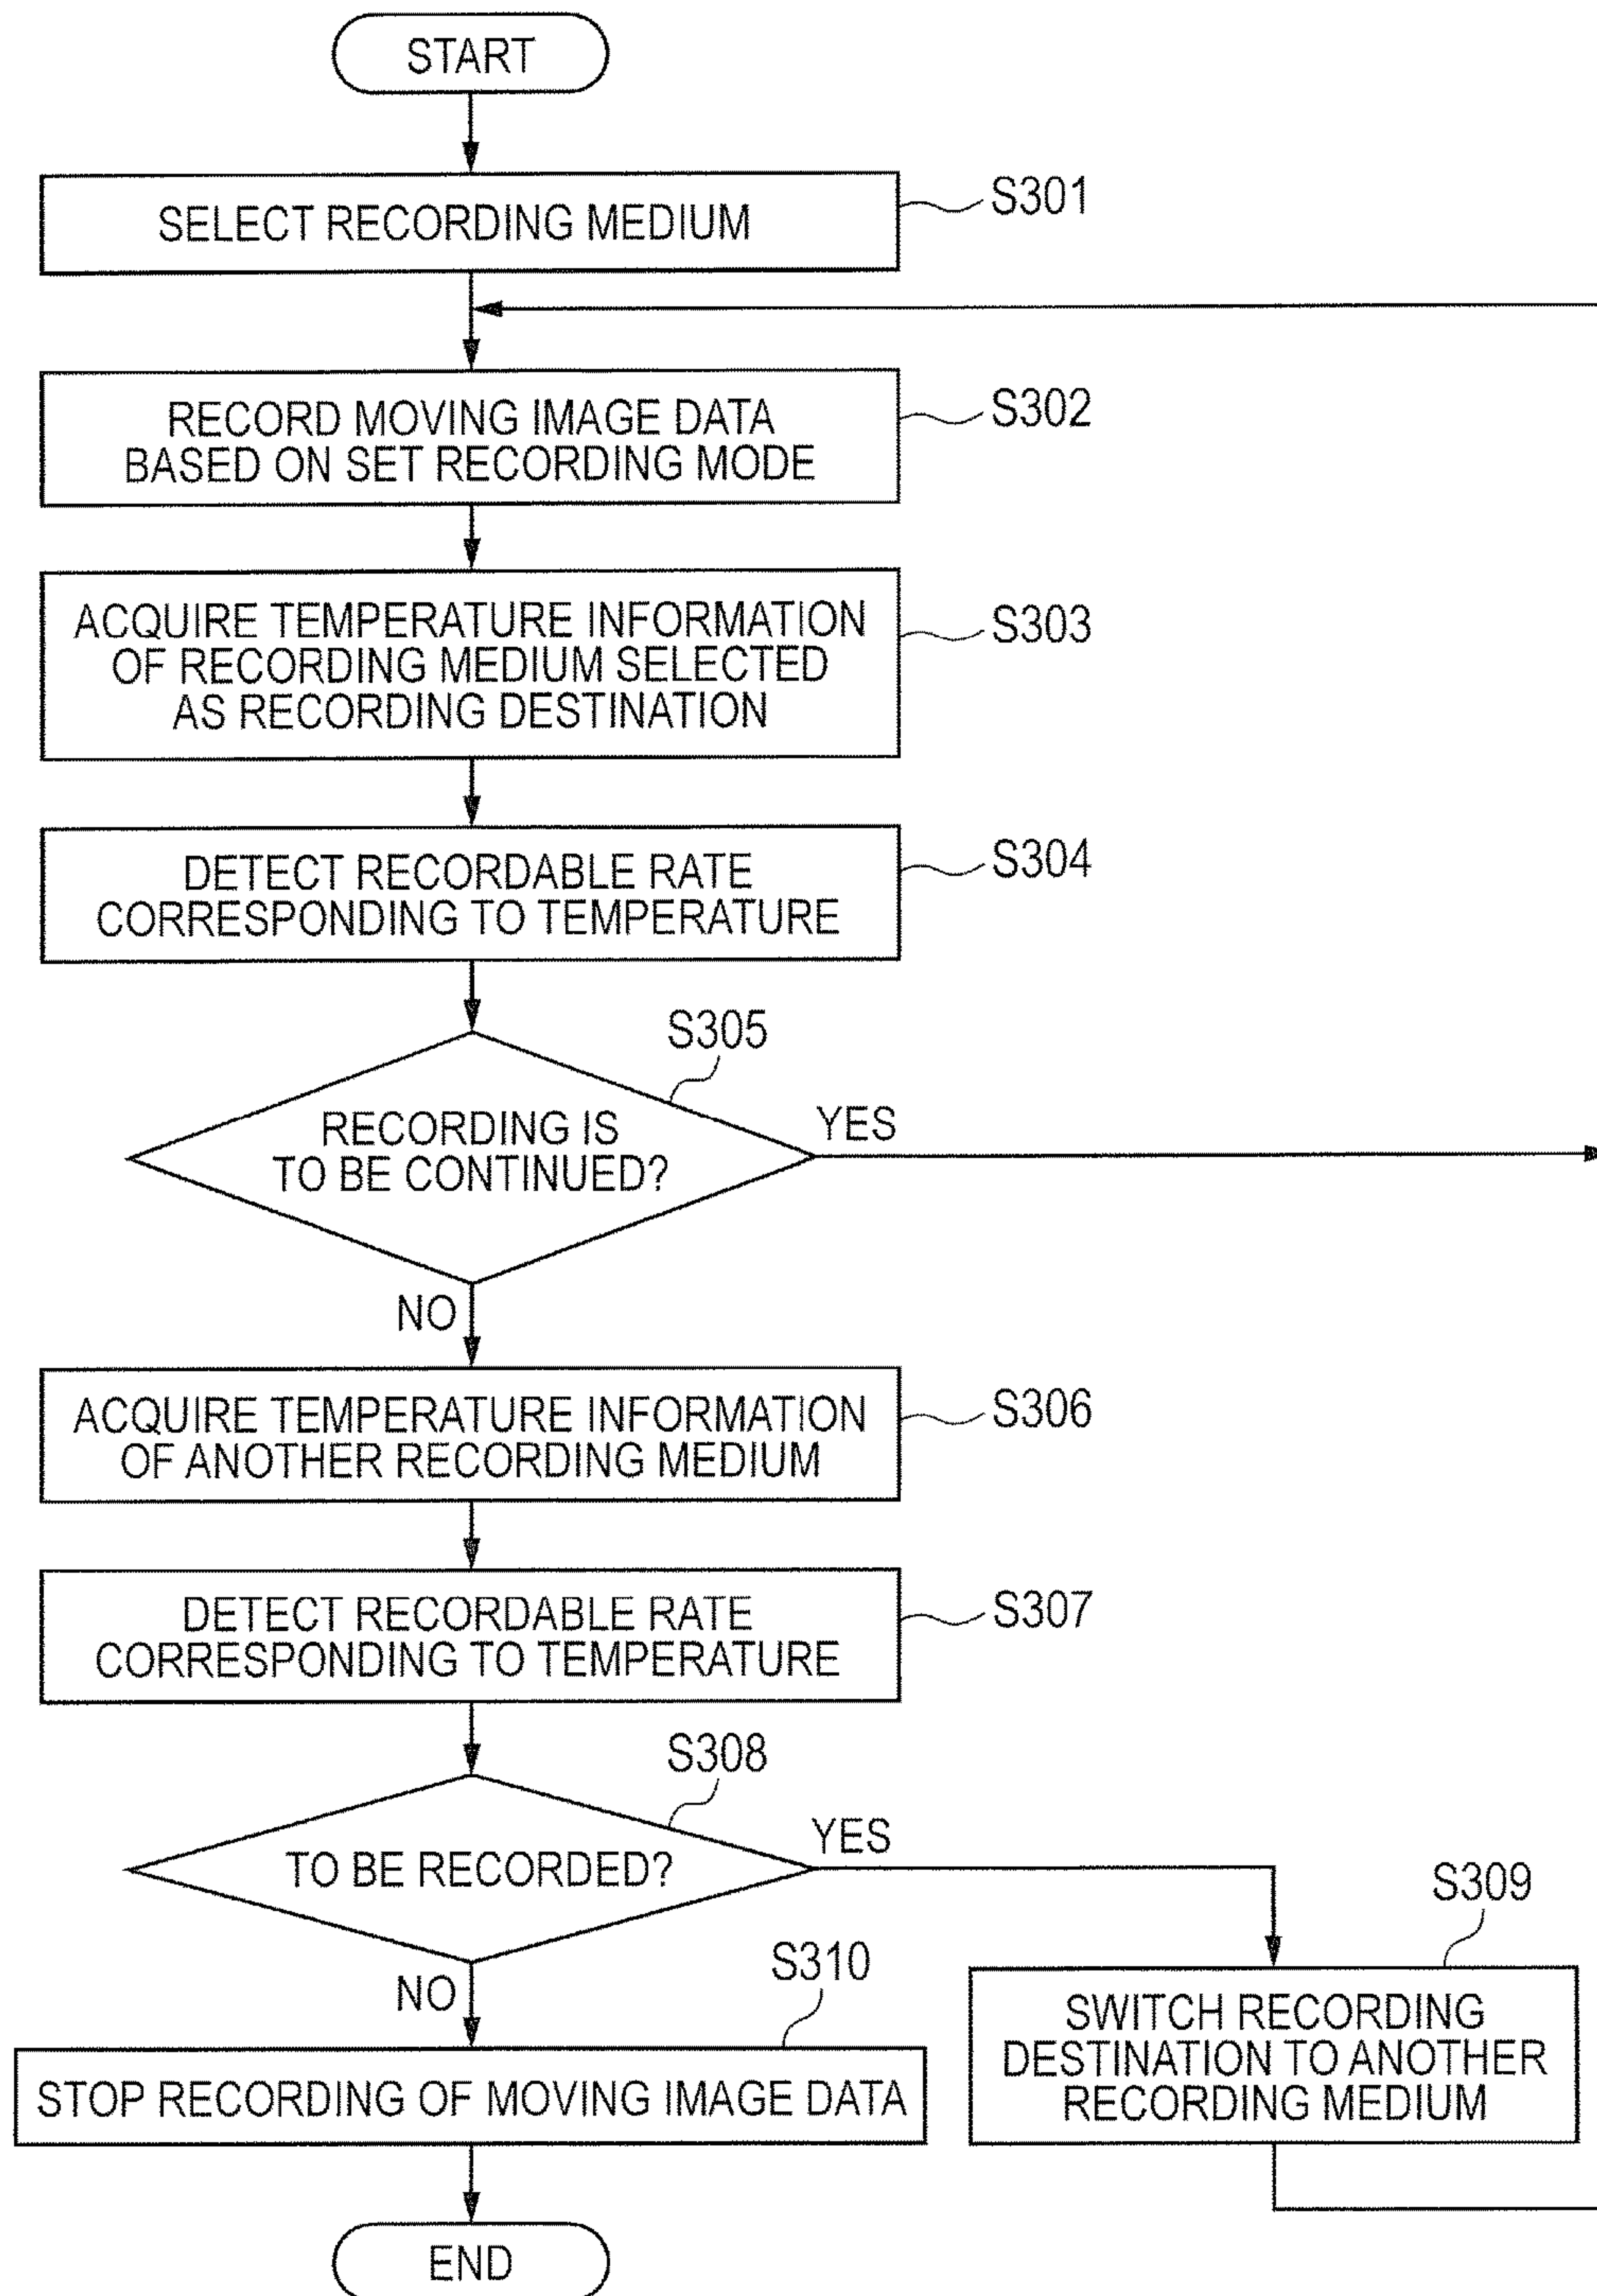 START
SELECT RECORDING MEDIUM
S301
RECORD MOVING IMAGE DATA
BASED ON SET RECORDING MODE
S302
ACQUIRE TEMPERATURE INFORMATION
OF RECORDING MEDIUM SELECTED
AS RECORDING DESTINATION
S303
DETECT RECORDABLE RATE
CORRESPONDING TO TEMPERATURE
S304
S305
RECORDING IS
TO BE CONTINUED?
YES
NO
ACQUIRE TEMPERATURE INFORMATION
OF ANOTHER RECORDING MEDIUM
S306
DETECT RECORDABLE RATE
CORRESPONDING TO TEMPERATURE
S307
S308
TO BE RECORDED?
YES
NO
S309
SWITCH RECORDING
DESTINATION TO ANOTHER
RECORDING MEDIUM
S310
STOP RECORDING OF MOVING IMAGE DATA
END